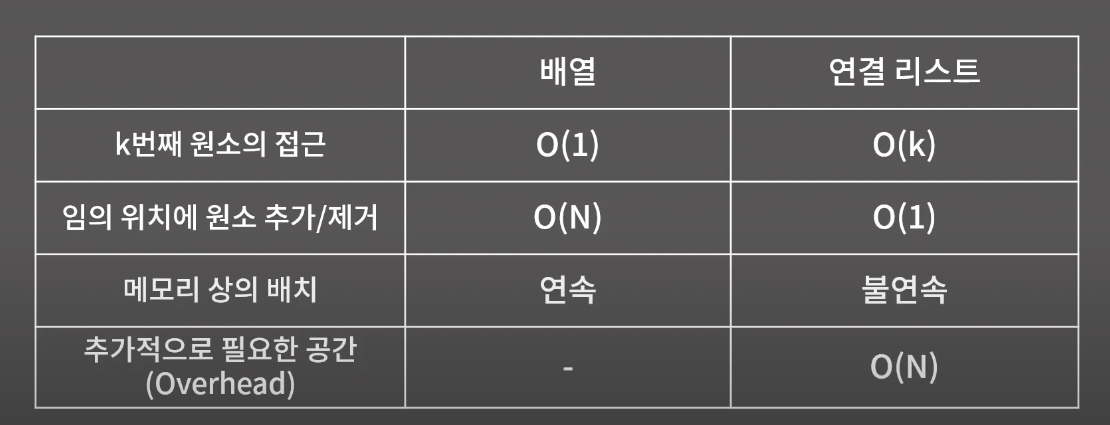 배열 연결 리스트
k번째 원소의 접근 O(1) O(k)
임의 위치에 원소 추가/제거 O(N) O(1)
메모리 상의 배치 연속 불연속
추가적으로 필요한 공간
(Overhead) - O(N)